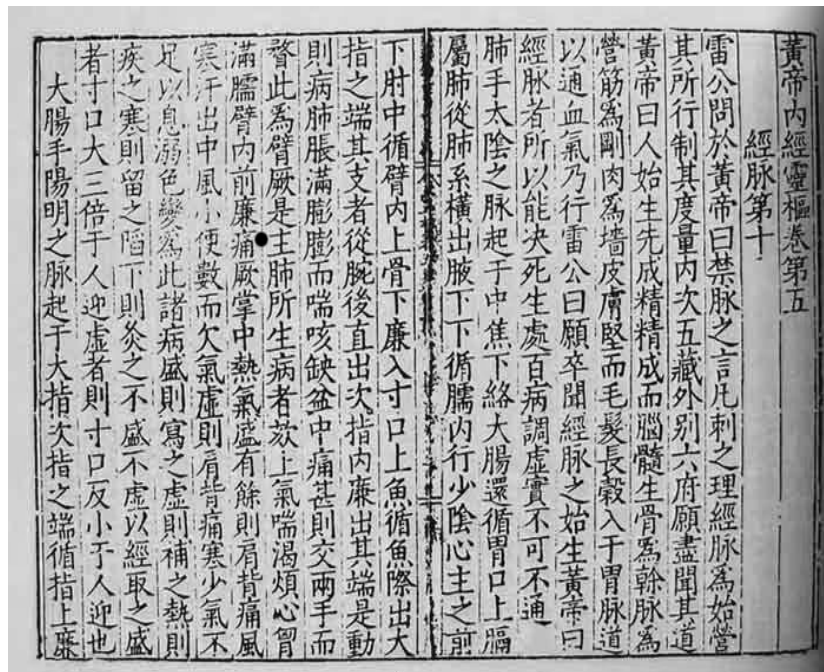 黃帝內經靈樞卷第五
經脉第十
雷公問於黃帝曰禁脉之言凡刺之理經脉爲始營
其所行制其度量內次五藏外別六府願盡聞其道
黃帝曰人始生先成精精成而腦髓生骨爲幹脉爲
營筋爲剛肉爲墻皮膚堅而毛髮長穀入于胃脉道
以通血氣乃行雷公曰願卒聞經脉之始生黃帝曰
經脉者所以能决死生處百病調虛實不可不通
肺手太陰之脉起于中焦下絡大腸還循胃口上膈
屬肺從肺系橫出腋下下循臑內行少陰心主之前
下肘中循臂內上骨下廉入寸口上魚循魚際出大
指之端其支者從腕後直出次指內廉出其端是動
則病肺脹滿膨膨而喘咳缺盆中痛甚則交兩手而
瞀此爲臂厥是主肺所生病者欬上氣喘渴煩心胷
滿臑臂內前廉痛厥掌中熱氣盛有餘則肩背痛風
寒汗出中風小便數而欠氣虛則肩背痛寒少氣不
足以息溺色變爲此諸病盛則寫之虛則補之熱則
疾之寒則留之陷下則灸之不盛不虛以經取之盛
者寸口大三倍于人迎虛者則寸口反小于人迎也
大腸手陽明之脉起于大指次指之端循指上廉